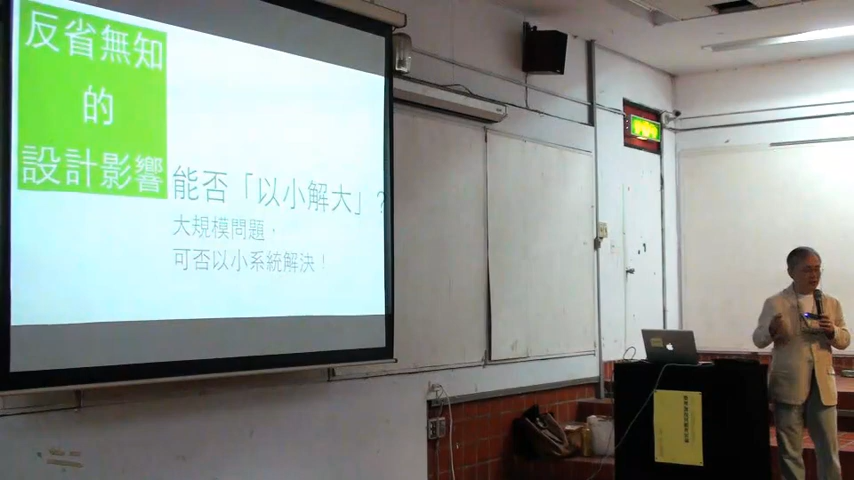 反省無知
的
設計影響
能否「以小解大」?
大規模問題，
可否以小系統解決！